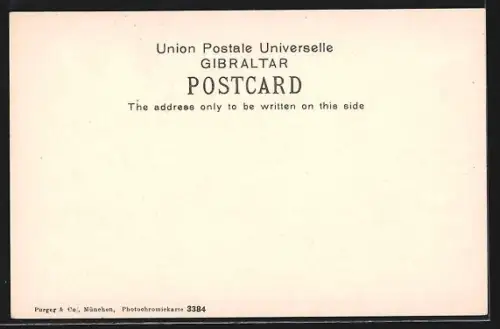 Union Postale Universelle
GIBRALTAR
POSTCARD
The address only to be written on this side
Purger & Co., München, Photochromiekarte 3384